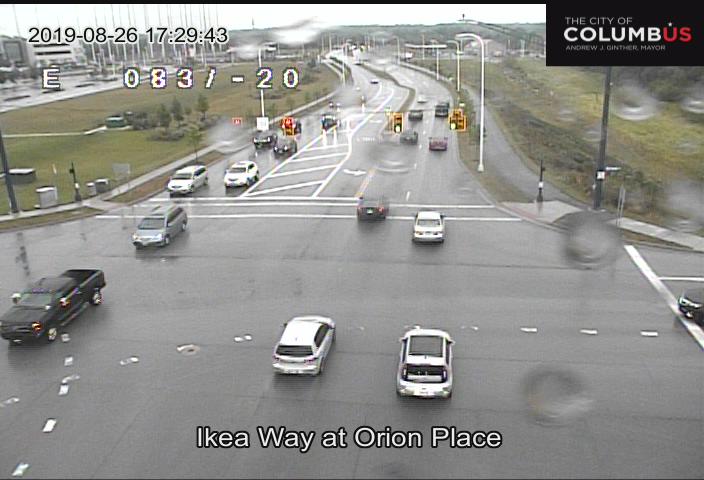 2019-08-26 17:29:43
THE CITY OF
COLUMBUS
ANDREW J. GINTHER, MAYOR
E 083/-20
Ikea Way at Orion Place